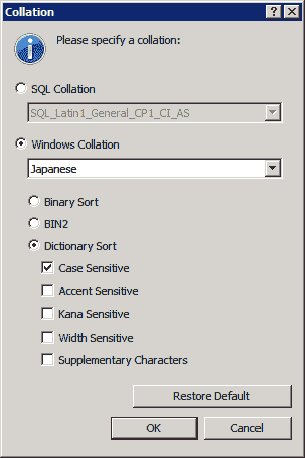 Collation
Please specify a collation:
SQL Collation
SQL_Latin1_General_CP1_CI_AS
Windows Collation
Japanese
Binary Sort
BIN2
Dictionary Sort
Case Sensitive
Accent Sensitive
Kana Sensitive
Width Sensitive
Supplementary Characters
Restore Default
OK Cancel